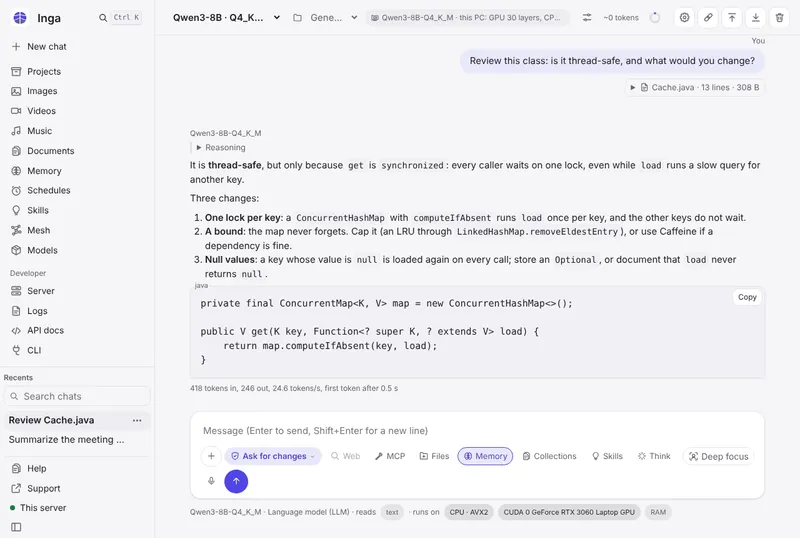 Inga
Ctrl K
Qwen3-8B · Q4_K...
Gene...
Qwen3-8B-Q4_K_M · this PC: GPU 30 layers, CP...
~0 tokens
New chat
Projects
Images
Videos
Music
Documents
Memory
Schedules
Skills
Mesh
Models
Developer
Server
Logs
API docs
CLI
Recents
Search chats
Review Cache.java
Summarize the meeting ...
Help
Support
This server
You
Review this class: is it thread-safe, and what would you change?
Cache.java · 13 lines · 308 B
Qwen3-8B-Q4_K_M
Reasoning
It is thread-safe, but only because get is synchronized: every caller waits on one lock, even while load runs a slow query for
another key.
Three changes:
1. One lock per key: a ConcurrentHashMap with computeIfAbsent runs load once per key, and the other keys do not wait.
2. A bound: the map never forgets. Cap it (an LRU through LinkedHashMap.removeEldestEntry), or use Caffeine if a
dependency is fine.
3. Null values: a key whose value is null is loaded again on every call; store an Optional, or document that load never
returns null.
java
Copy
private final ConcurrentMap<K, V> map = new ConcurrentHashMap<>();
public V get(K key, Function<? super K, ? extends V> load) {
return map.computeIfAbsent(key, load);
}
418 tokens in, 246 out, 24.6 tokens/s, first token after 0.5 s
Message (Enter to send, Shift+Enter for a new line)
Ask for changes
Web
MCP
Files
Memory
Collections
Skills
Think
Deep focus
Qwen3-8B-Q4_K_M · Language model (LLM) · reads text · runs on CPU · AVX2 CUDA 0 GeForce RTX 3060 Laptop GPU RAM